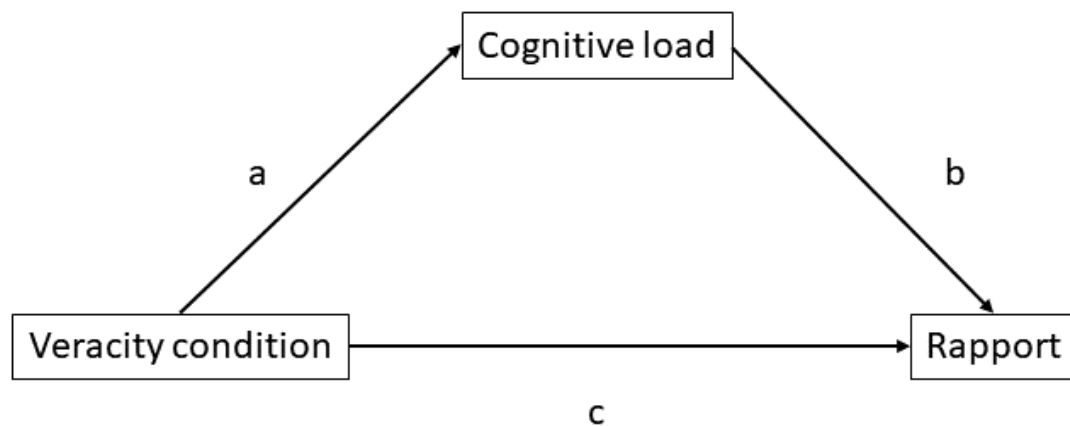 Cognitive load
a
b
Veracity condition
Rapport
c